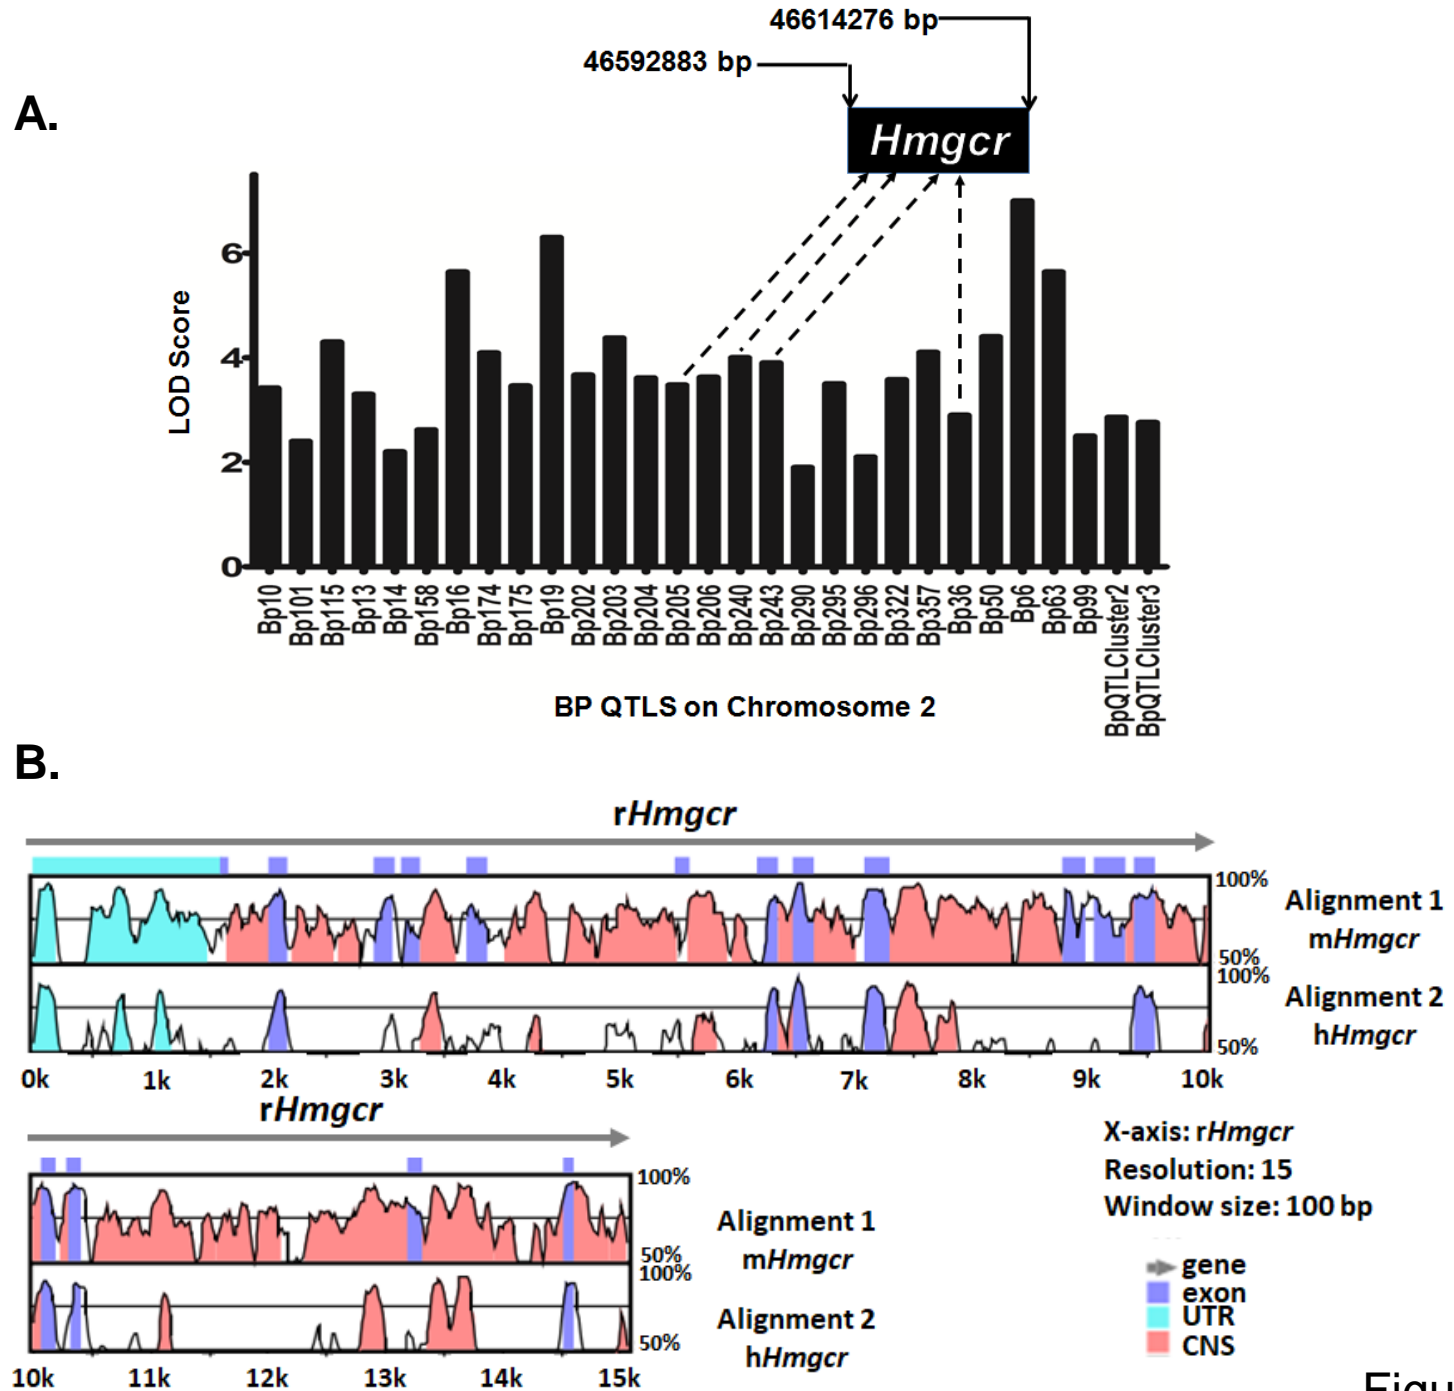 46614276 bp
46592883 bp
A.
Hmgcr
6
4
2
0
LOD Score
Bp10
Bp101
Bp115
Bp13
Bp14
Bp158
Bp16
Bp174
Bp175
Bp19
Bp202
Bp203
Bp204
Bp205
Bp206
Bp240
Bp243
Bp290
Bp295
Bp296
Bp322
Bp357
Bp36
Bp50
Bp6
Bp63
Bp99
BpQTLCluster2
BpQTLCluster3
BP QTLS on Chromosome 2
B.
rHmgcr
100%
Alignment 1
mHmgcr
50%
100%
Alignment 2
hHmgcr
50%
0k 1k 2k 3k 4k 5k 6k 7k 8k 9k 10k
rHmgcr
100%
Alignment 1
mHmgcr
50%
100%
Alignment 2
hHmgcr
50%
10k 11k 12k 13k 14k 15k
X-axis: rHmgcr
Resolution: 15
Window size: 100 bp
gene
exon
UTR
CNS